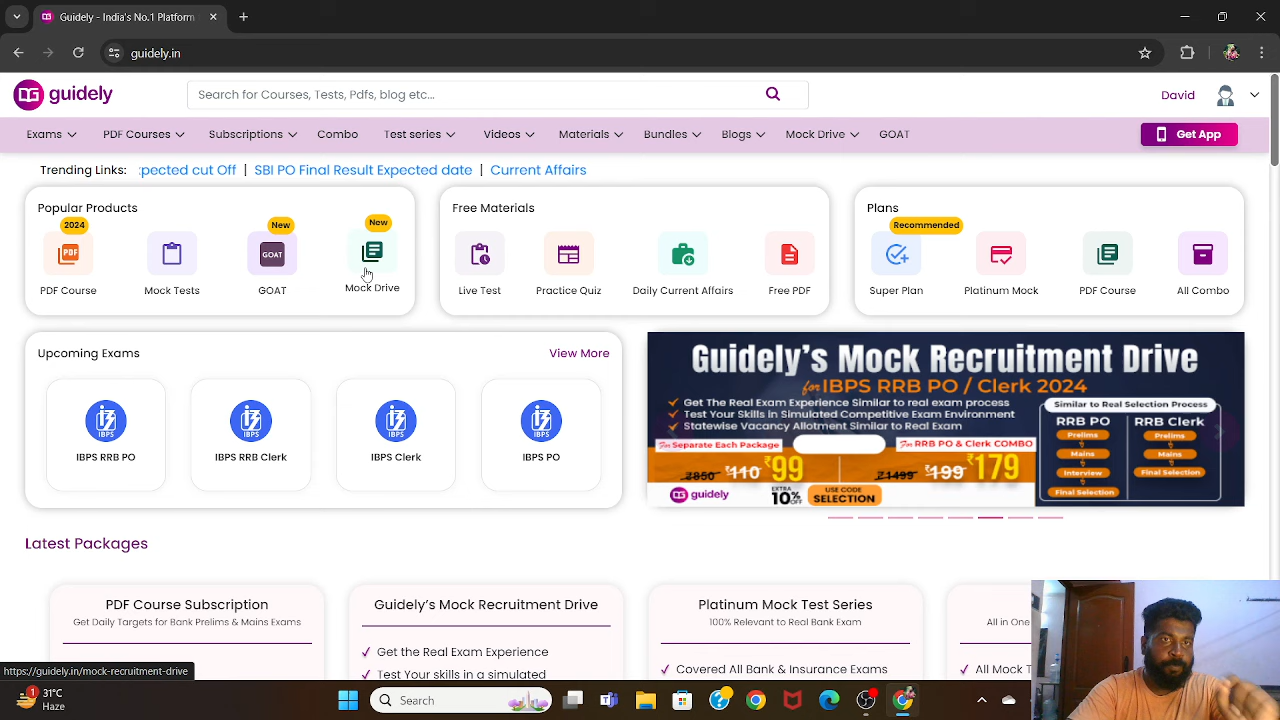 Guidely - India's No.1 Platform
guidely.in
guidely
Search for Courses, Tests, Pdfs, blog etc...
David
Exams
PDF Courses
Subscriptions
Combo
Test series
Videos
Materials
Bundles
Blogs
Mock Drive
GOAT
Get App
Trending Links: pected cut Off | SBI PO Final Result Expected date | Current Affairs
Popular Products
2024
New
New
PDF
GOAT
PDF Course
Mock Tests
GOAT
Mock Drive
Free Materials
Live Test
Practice Quiz
Daily Current Affairs
Free PDF
Plans
Recommended
Super Plan
Platinum Mock
PDF Course
All Combo
Upcoming Exams
View More
IBPS
IBPS
IBPS
IBPS
IBPS RRB PO
IBPS RRB Clerk
IBPS Clerk
IBPS PO
Guidely's Mock Recruitment Drive
for IBPS RRB PO / Clerk 2024
✓ Get The Real Exam Experience Similar to real exam process
✓ Test Your Skills in Simulated Competitive Exam Environment
✓ Statewise Vacancy Allotment Similar to Real Exam
For Separate Each Package
₹850 ₹110 ₹99
For RRB PO & Clerk COMBO
₹1499 ₹199 ₹179
guidely
EXTRA 10% OFF
USE CODE SELECTION
Similar to Real Selection Process
RRB PO
Prelims
Mains
Interview
Final Selection
RRB Clerk
Prelims
Mains
Final Selection
Latest Packages
PDF Course Subscription
Get Daily Targets for Bank Prelims & Mains Exams
Guidely's Mock Recruitment Drive
✓ Get the Real Exam Experience
✓ Test Your skills in simulated
Platinum Mock Test Series
100% Relevant to Real Bank Exam
✓ Covered All Bank & Insurance Exams
All in One
✓ All Mock T
https://guidely.in/mock-recruitment-drive
1
31°C
Haze
Search